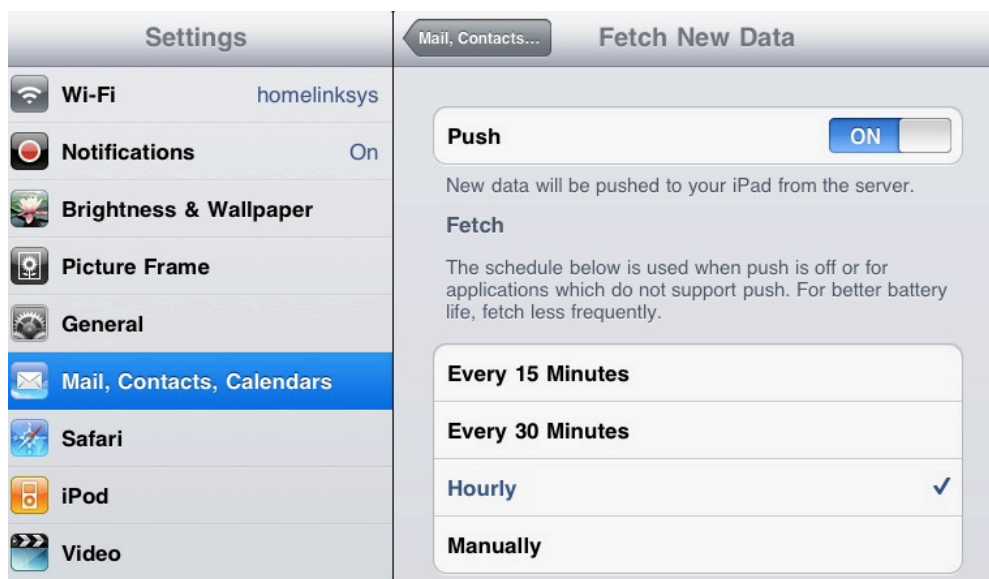 Settings
Wi-Fi homelinksys
Notifications On
Brightness & Wallpaper
Picture Frame
General
Mail, Contacts, Calendars
Safari
iPod
Video
Mail, Contacts...
Fetch New Data
Push ON
New data will be pushed to your iPad from the server.
Fetch
The schedule below is used when push is off or for
applications which do not support push. For better battery
life, fetch less frequently.
Every 15 Minutes
Every 30 Minutes
Hourly
Manually